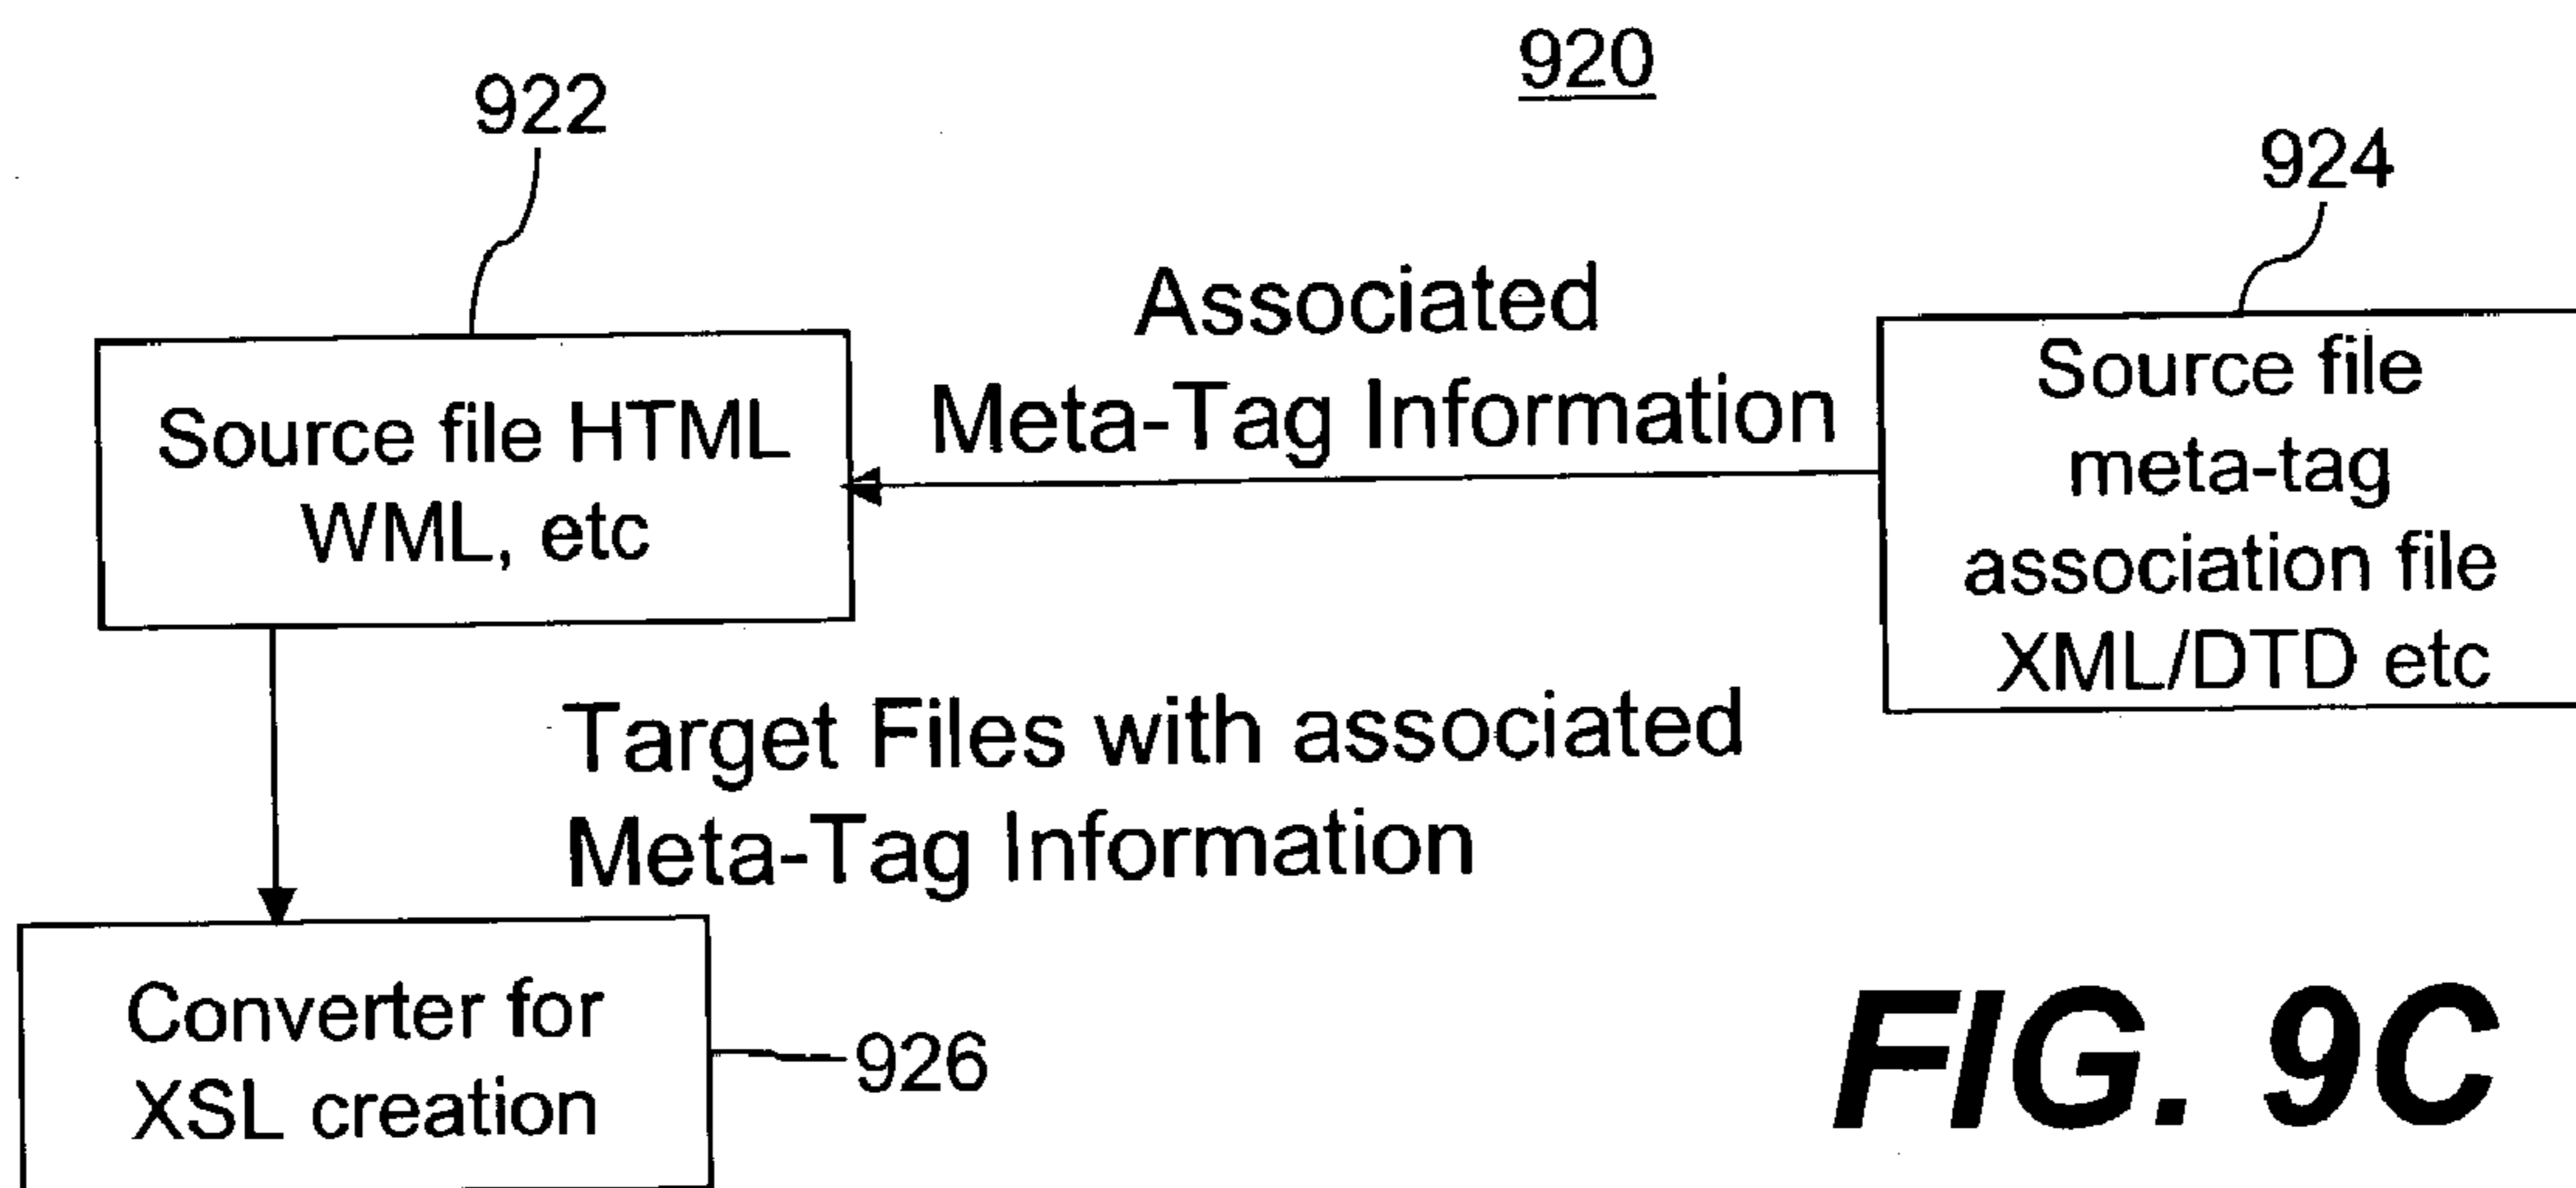 920
922
924
Associated
Meta-Tag Information
Source file HTML
WML, etc
Source file
meta-tag
association file
XML/DTD etc
Target Files with associated
Meta-Tag Information
Converter for
XSL creation
926
FIG. 9C